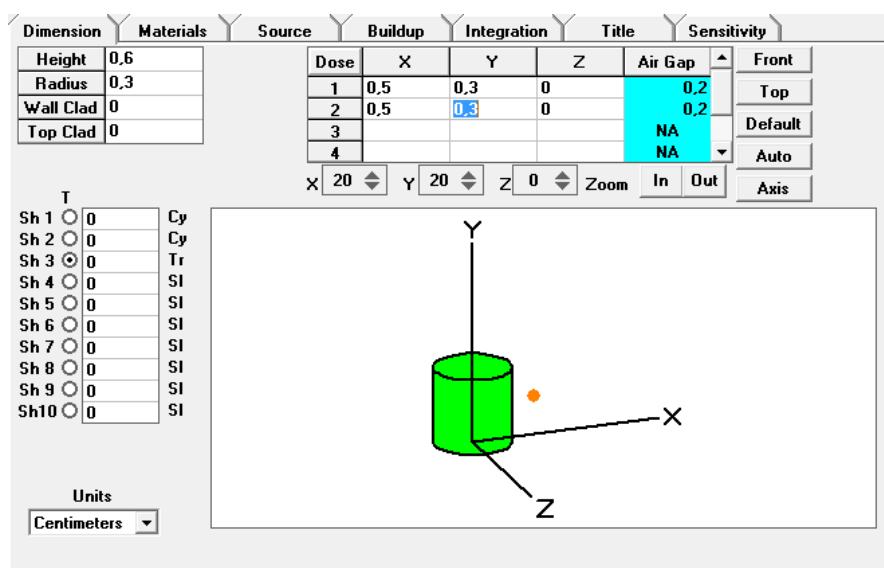 Dimension Materials Source Buildup Integration Title Sensitivity
Height 0,6
Radius 0,3
Wall Clad 0
Top Clad 0
Dose X Y Z Air Gap
1 0,5 0,3 0 0,2
2 0,5 0,3 0 0,2
3 NA
4 NA
Front
Top
Default
Auto
Axis
X 20 Y 20 Z 0 Zoom In Out
T
Sh 1 0 Cy
Sh 2 0 Cy
Sh 3 0 Tr
Sh 4 0 Sl
Sh 5 0 Sl
Sh 6 0 Sl
Sh 7 0 Sl
Sh 8 0 Sl
Sh 9 0 Sl
Sh10 0 Sl
Y
X
Z
Units
Centimeters